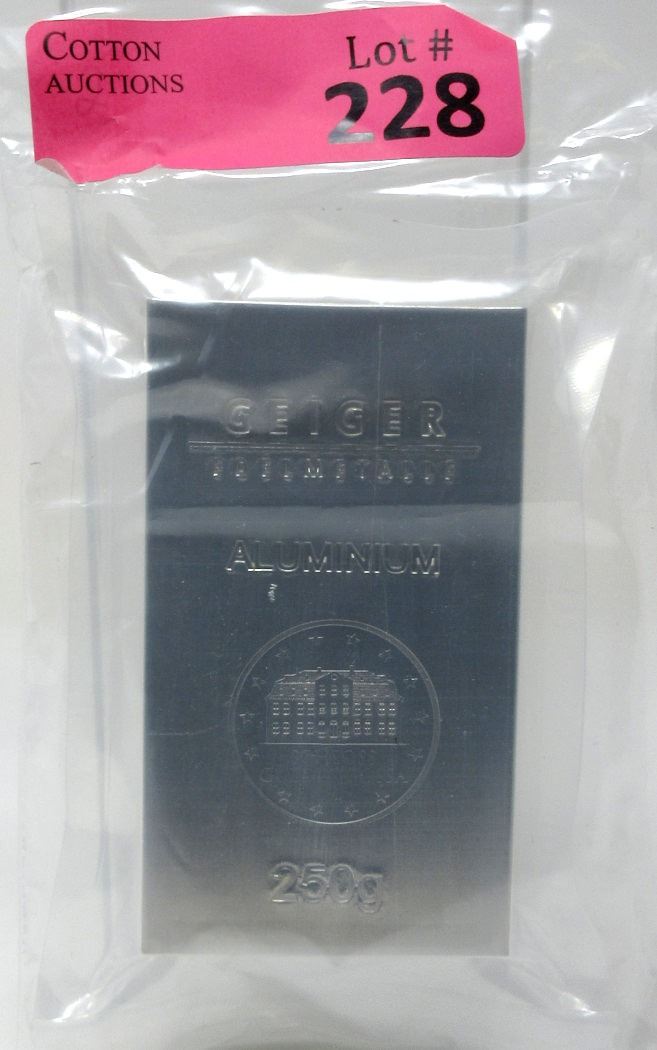 COTTON
AUCTIONS
Lot #
228
GEIGER
EDELMETALLE
ALUMINIUM
250g